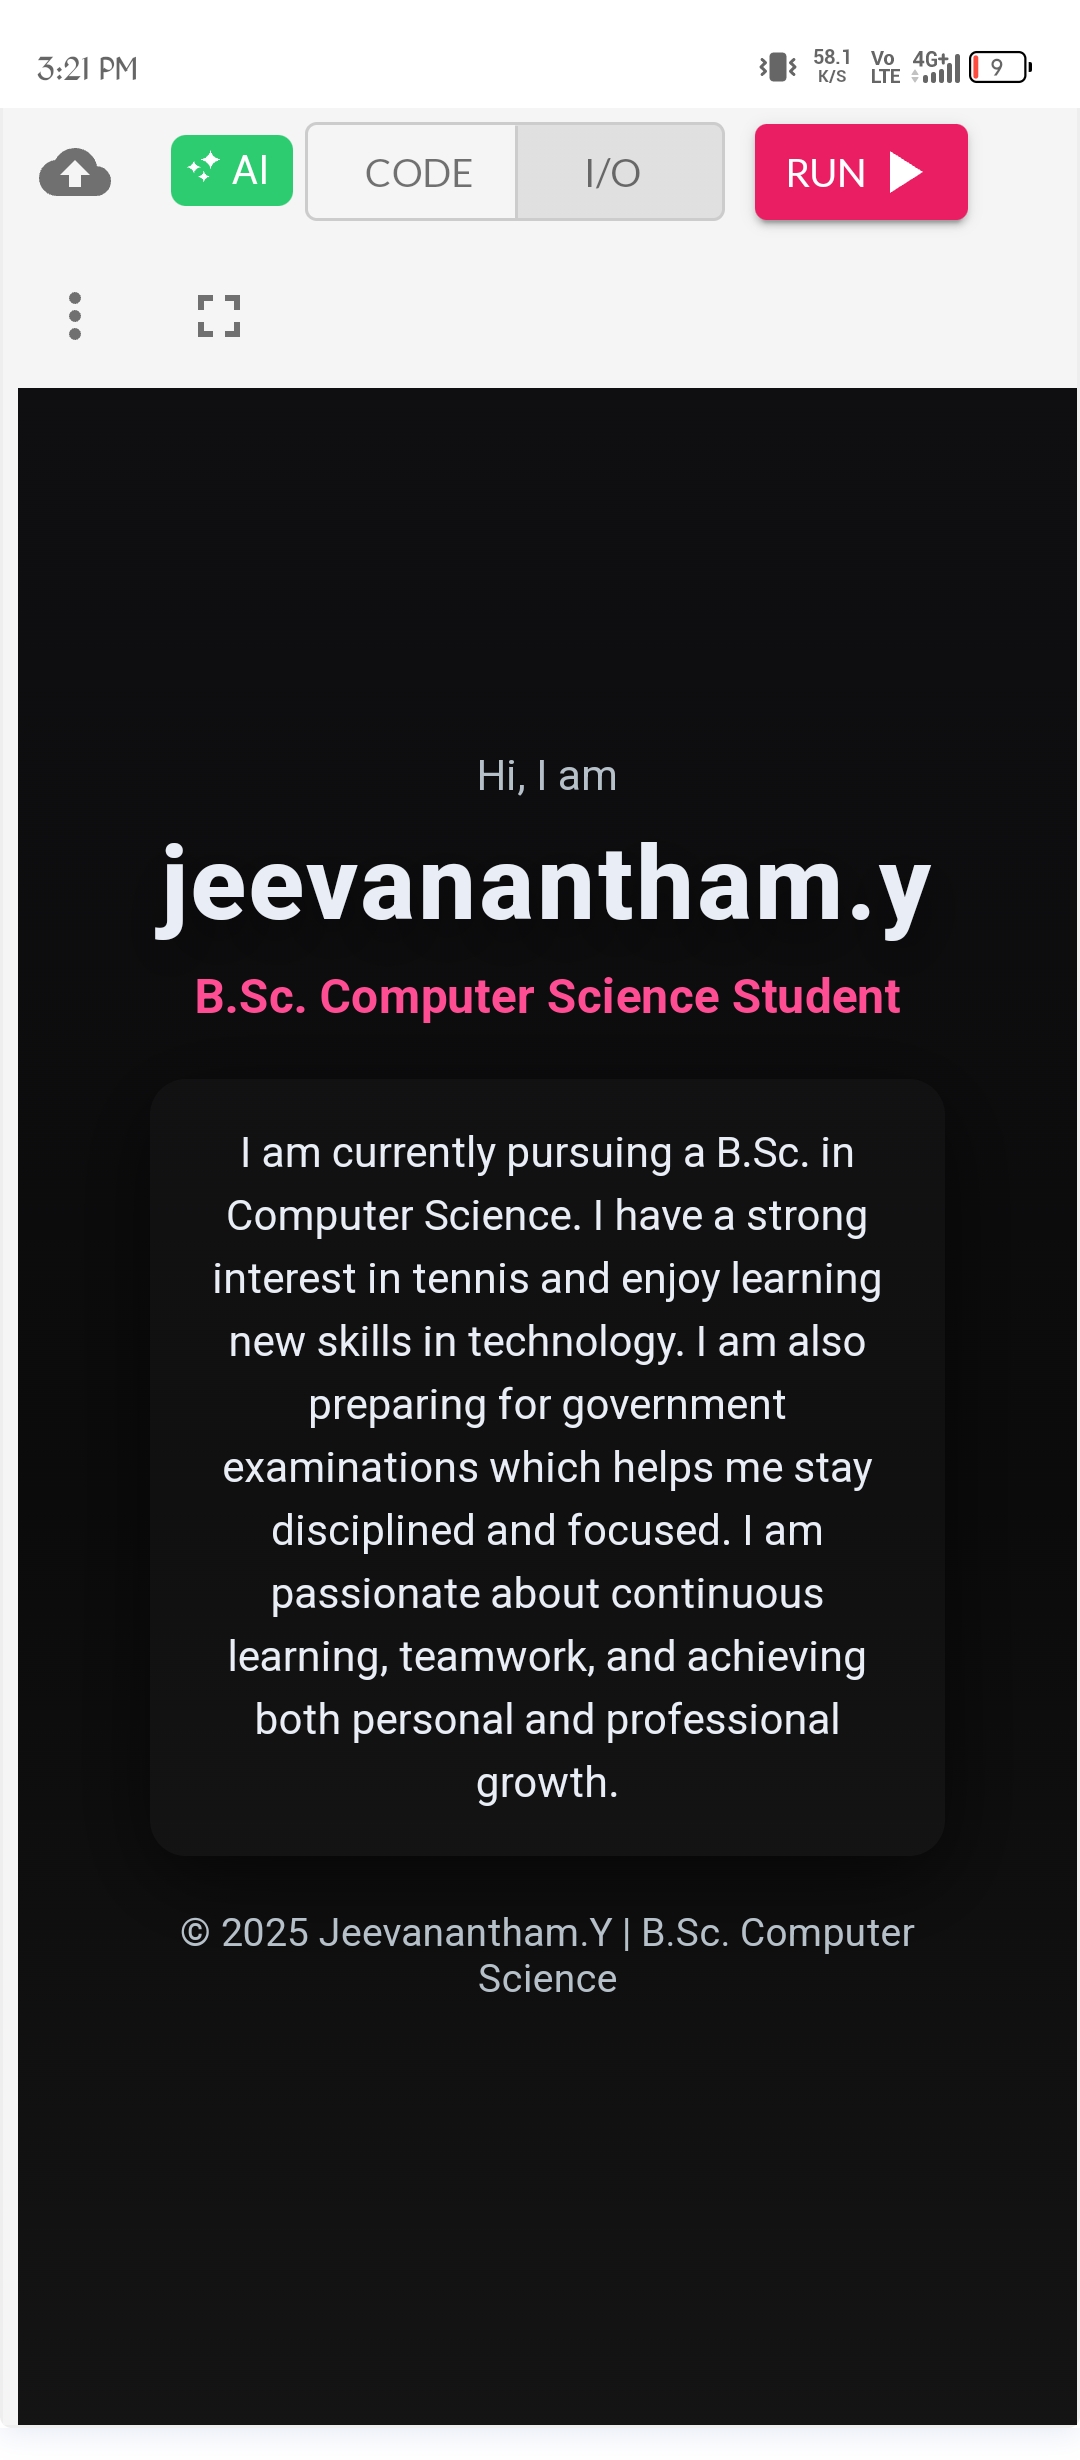 3:21 PM
58.1 K/S Vo LTE 4G+ 9
AI CODE I/O RUN
Hi, I am
jeevanantham.y
B.Sc. Computer Science Student
I am currently pursuing a B.Sc. in
Computer Science. I have a strong
interest in tennis and enjoy learning
new skills in technology. I am also
preparing for government
examinations which helps me stay
disciplined and focused. I am
passionate about continuous
learning, teamwork, and achieving
both personal and professional
growth.
© 2025 Jeevanantham.Y | B.Sc. Computer
Science